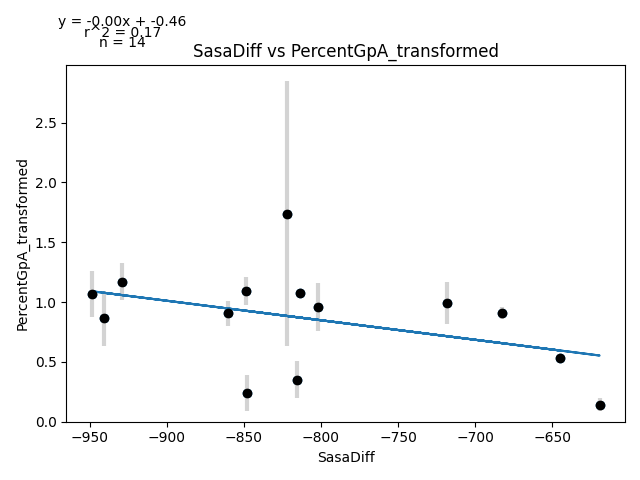 y = -0.00x + -0.46
r^2 = 0.17
n = 14
SasaDiff vs PercentGpA_transformed
PercentGpA_transformed
2.5
2.0
1.5
1.0
0.5
0.0
−950
−900
−850
−800
−750
−700
−650
SasaDiff